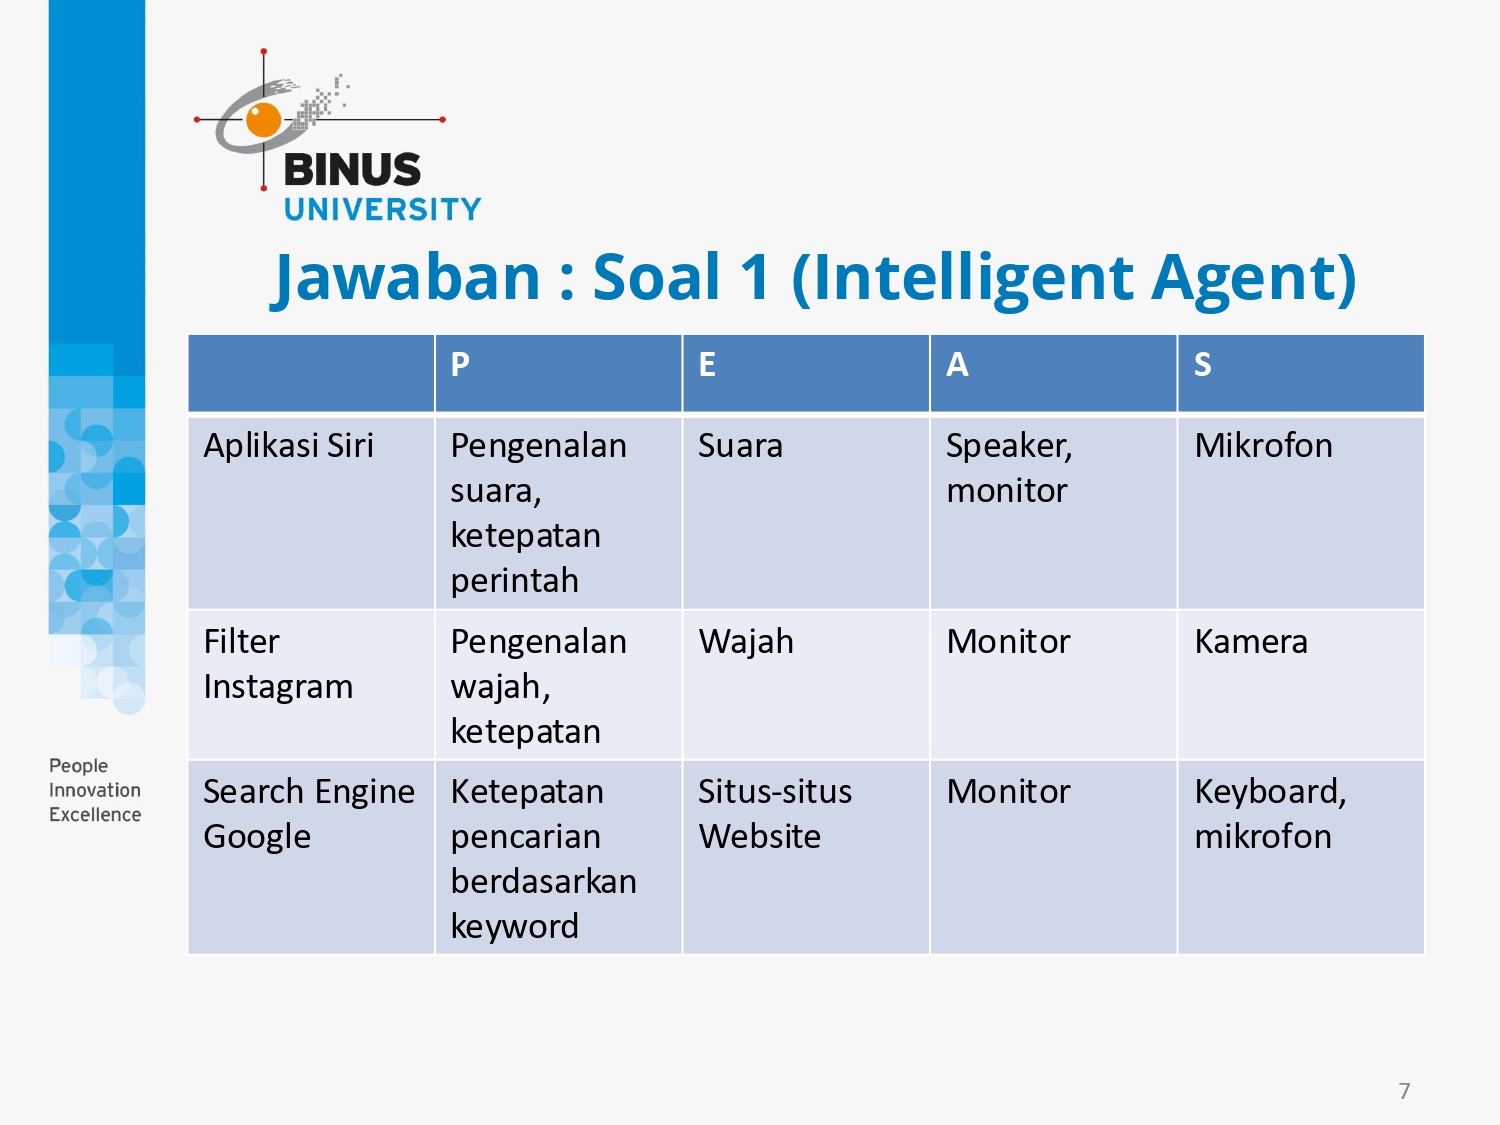 BINUS
UNIVERSITY
Jawaban : Soal 1 (Intelligent Agent)
P
E
A
S
Aplikasi Siri
Pengenalan
suara,
ketepatan
perintah
Suara
Speaker,
monitor
Mikrofon
Filter
Instagram
Pengenalan
wajah,
ketepatan
Wajah
Monitor
Kamera
Search Engine
Google
Ketepatan
pencarian
berdasarkan
keyword
Situs-situs
Website
Monitor
Keyboard,
mikrofon
People
Innovation
Excellence
7